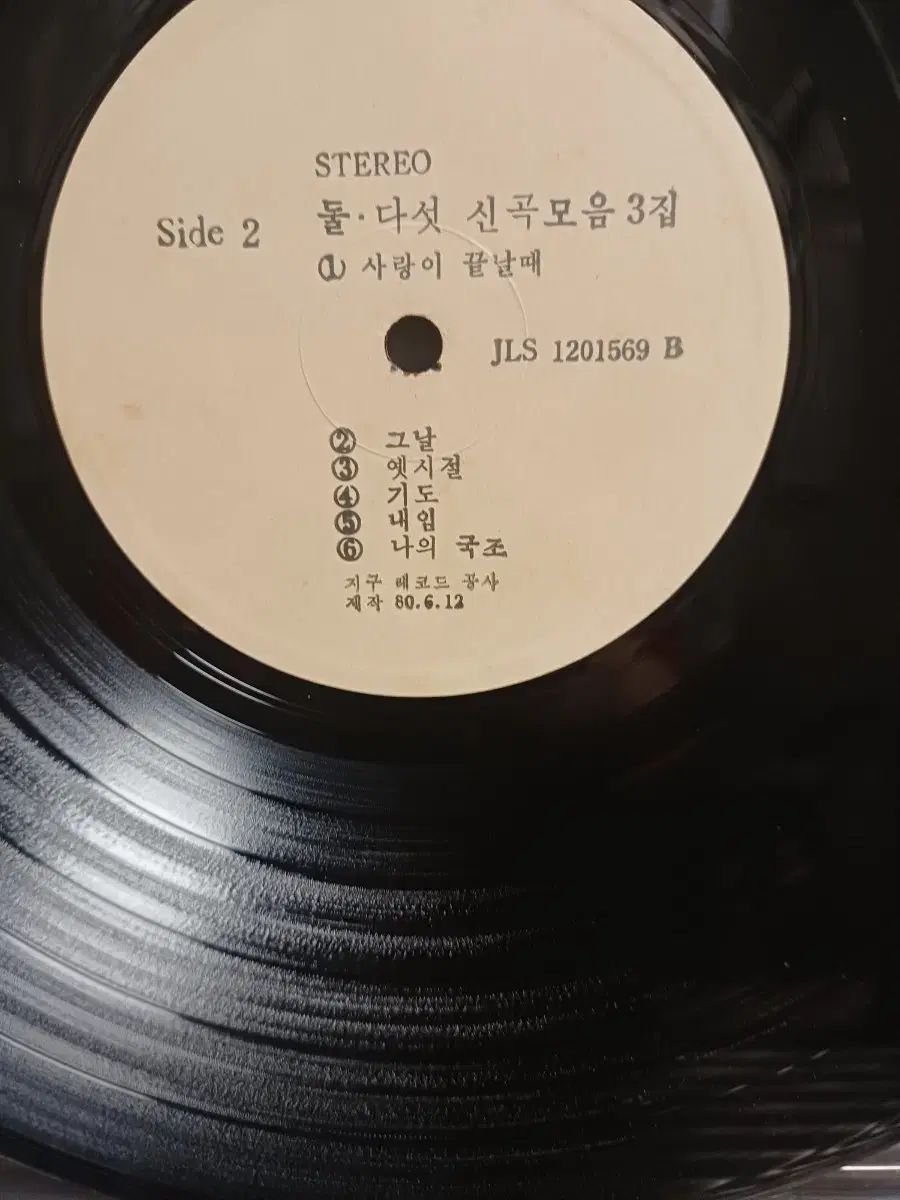 STEREO
Side 2
둘·다섯 신곡모음 3집
① 사랑이 끝날때
JLS 1201569 B
② 그날
③ 옛시절
④ 기도
⑤ 내임
⑥ 나의 국조
지구 레코드 공사
제작 80.6.12